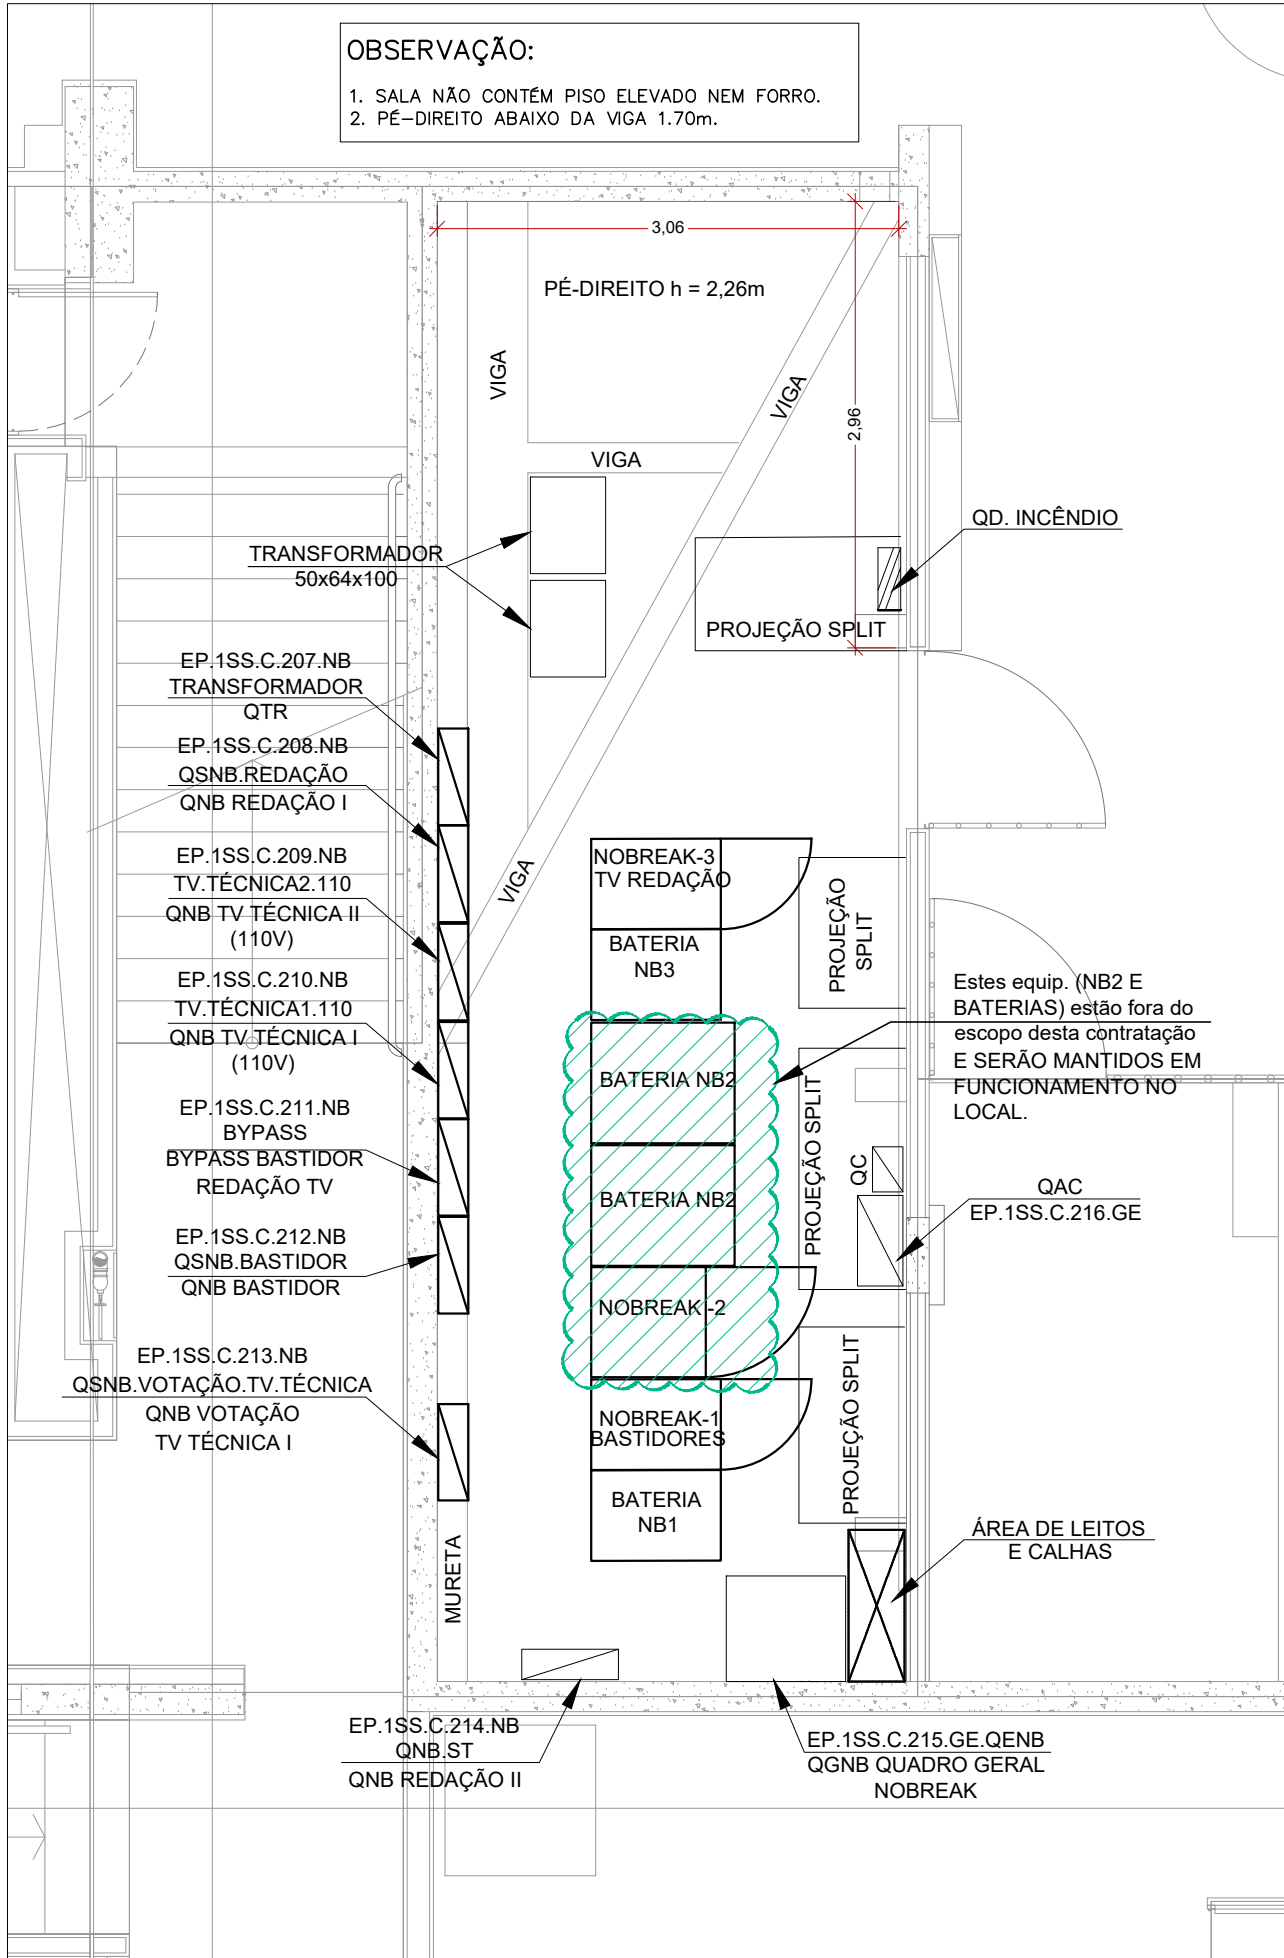 OBSERVAÇÃO:
1. SALA NÃO CONTÉM PISO ELEVADO NEM FORRO.
2. PÉ-DIREITO ABAIXO DA VIGA 1.70m.
3,06
PÉ-DIREITO h = 2,26m
VIGA
VIGA
2,96
VIGA
QD. INCÊNDIO
TRANSFORMADOR
50x64x100
PROJEÇÃO SPLIT
EP.1SS.C.207.NB
TRANSFORMADOR
QTR
EP.1SS.C.208.NB
QSNB.REDAÇÃO
QNB REDAÇÃO I
EP.1SS.C.209.NB
TV.TÉCNICA2.110
QNB TV TÉCNICA II
(110V)
EP.1SS.C.210.NB
TV.TÉCNICA1.110
QNB TV TÉCNICA I
(110V)
EP.1SS.C.211.NB
BYPASS
BYPASS BASTIDOR
REDAÇÃO TV
EP.1SS.C.212.NB
QSNB.BASTIDOR
QNB BASTIDOR
EP.1SS.C.213.NB
QSNB.VOTAÇÃO.TV.TÉCNICA
QNB VOTAÇÃO
TV TÉCNICA I
VIGA
NOBREAK-3
TV REDAÇÃO
BATERIA
NB3
PROJEÇÃO
SPLIT
Estes equip. (NB2 E
BATERIAS) estão fora do
escopo desta contratação
E SERÃO MANTIDOS EM
FUNCIONAMENTO NO
LOCAL.
BATERIA NB2
BATERIA NB2
PROJEÇÃO SPLIT
QC
QAC
EP.1SS.C.216.GE
NOBREAK -2
NOBREAK-1
BASTIDORES
BATERIA
NB1
PROJEÇÃO SPLIT
MURETA
ÁREA DE LEITOS
E CALHAS
EP.1SS.C.214.NB
QNB.ST
QNB REDAÇÃO II
EP.1SS.C.215.GE.QENB
QGNB QUADRO GERAL
NOBREAK